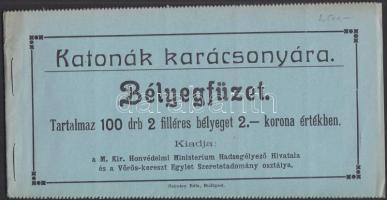 Katonák karácsonyára.
Bélyegfüzet.
Tartalmaz 100 drb 2 filléres bélyeget 2.— korona értékben.
Kiadja:
a M. Kir. Honvédelmi Ministerium Hadsegélyező Hivatala
és a Vörös-kereszt Egylet Szeretetadomány osztálya.